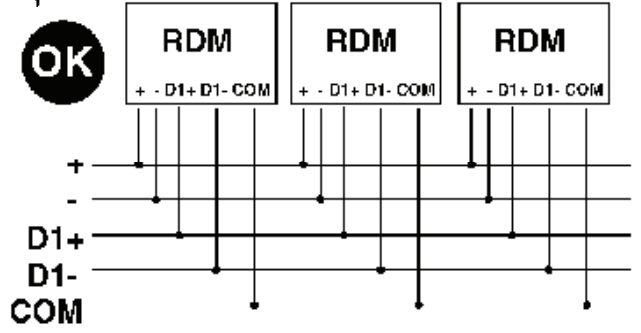 OK
RDM RDM RDM
+ - D1+ D1- COM + - D1+ D1- COM + - D1+ D1- COM
+
-
D1+
D1-
COM